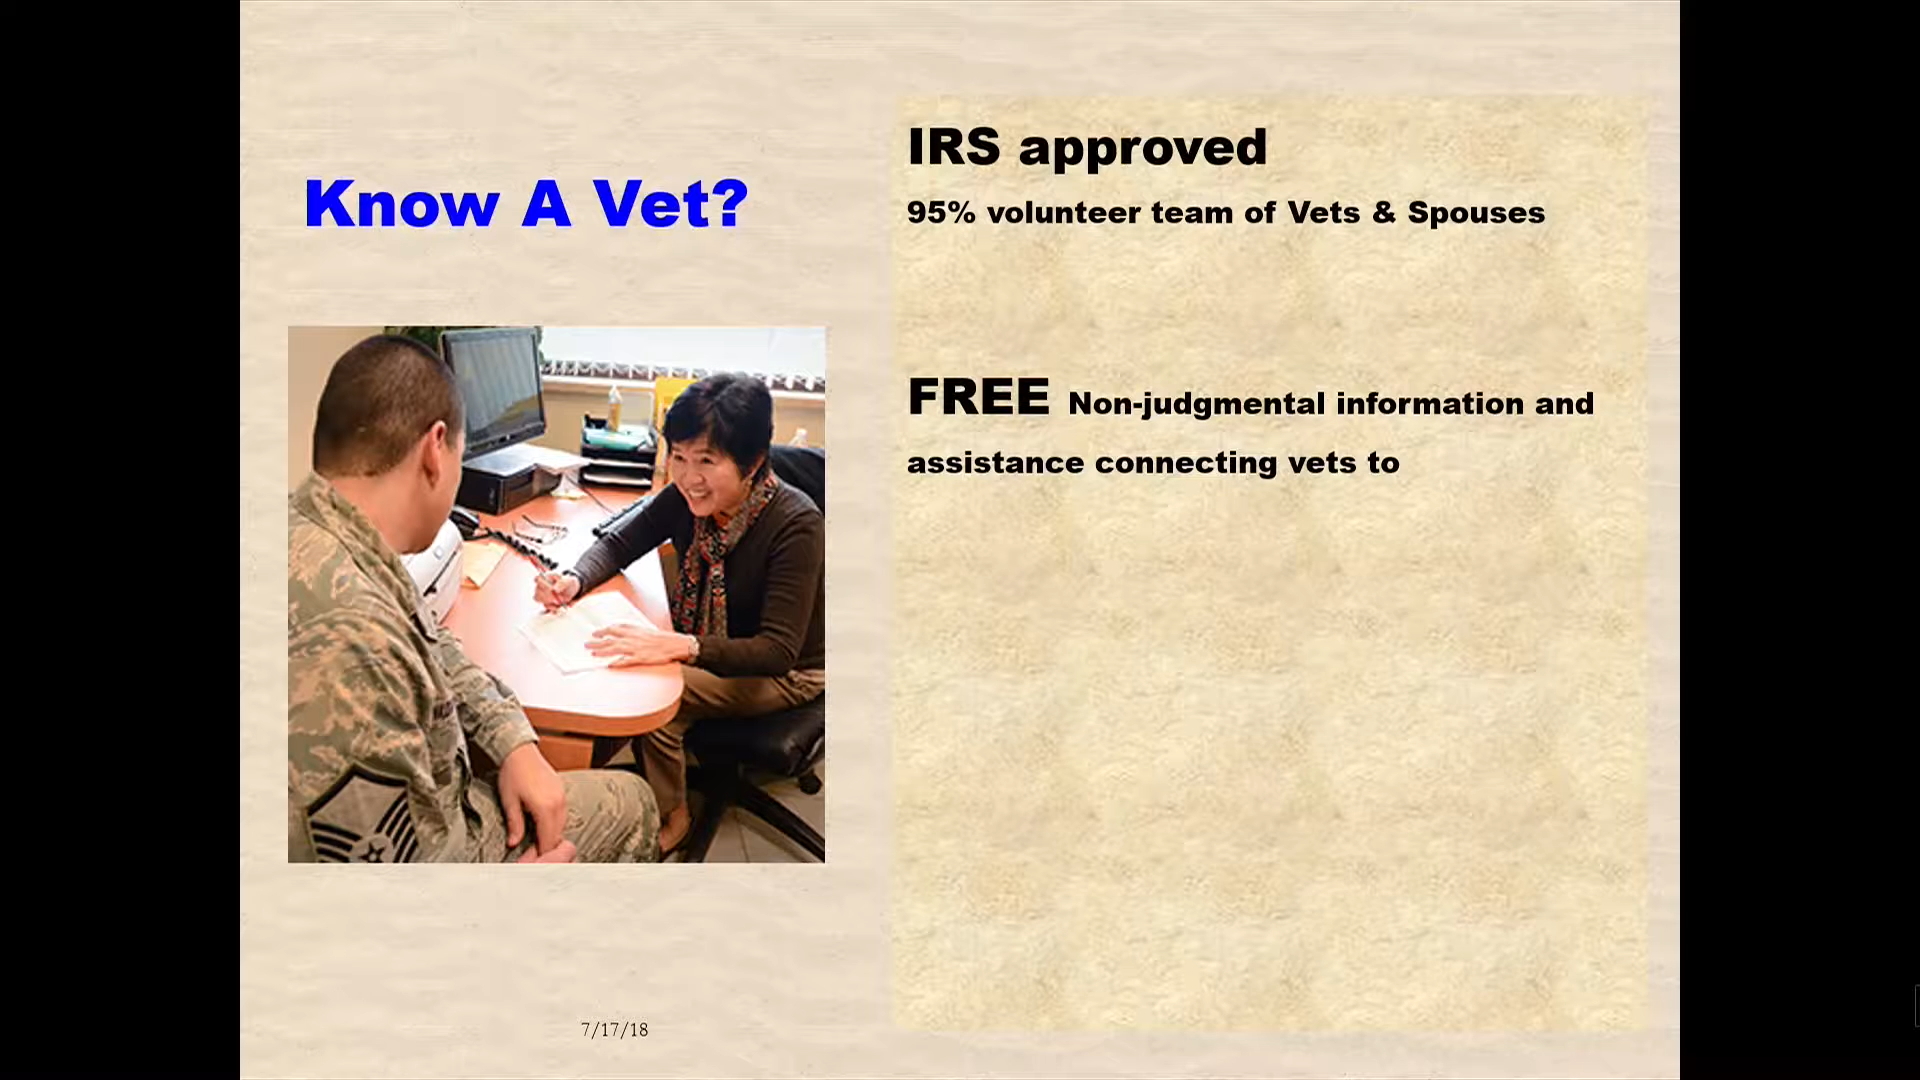 Know A Vet?
IRS approved
95% volunteer team of Vets & Spouses
FREE Non-judgmental information and
assistance connecting vets to
7/17/18